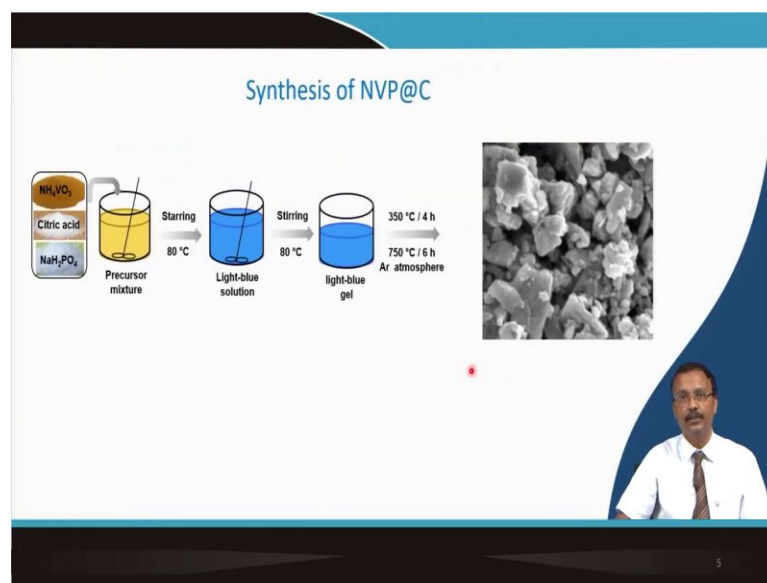 Synthesis of NVP@C
NH₄VO₃
Citric acid
NaH₂PO₄
Precursor
mixture
Starring
80 °C
Light-blue
solution
Stirring
80 °C
light-blue
gel
350 °C / 4 h
750 °C / 6 h
Ar atmosphere
5